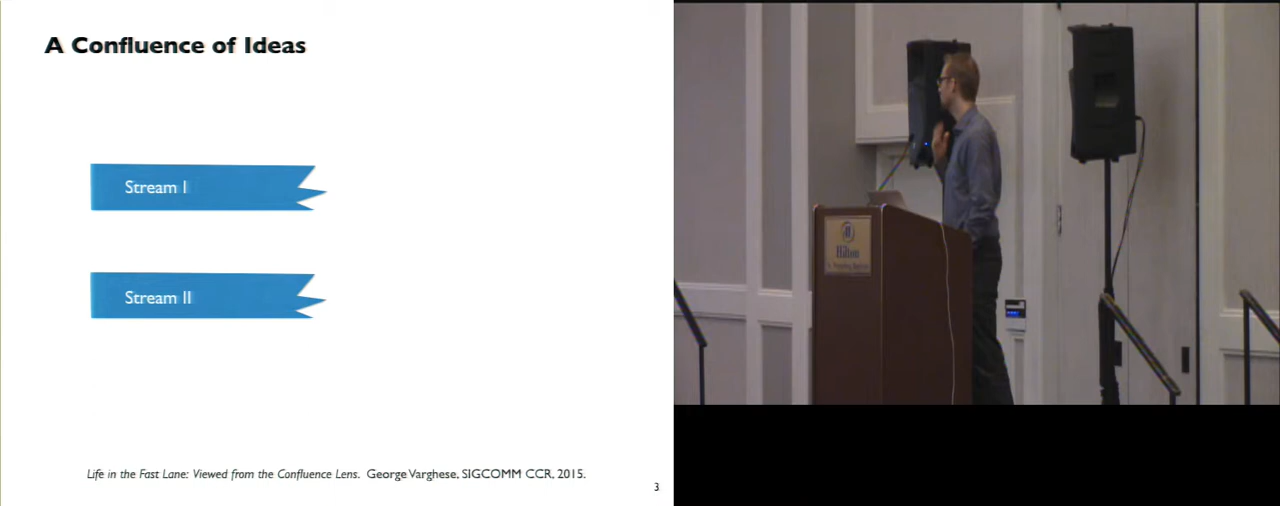 A Confluence of Ideas
Stream I
Stream II
Life in the Fast Lane: Viewed from the Confluence Lens. George Varghese, SIGCOMM CCR, 2015.
3
Hilton